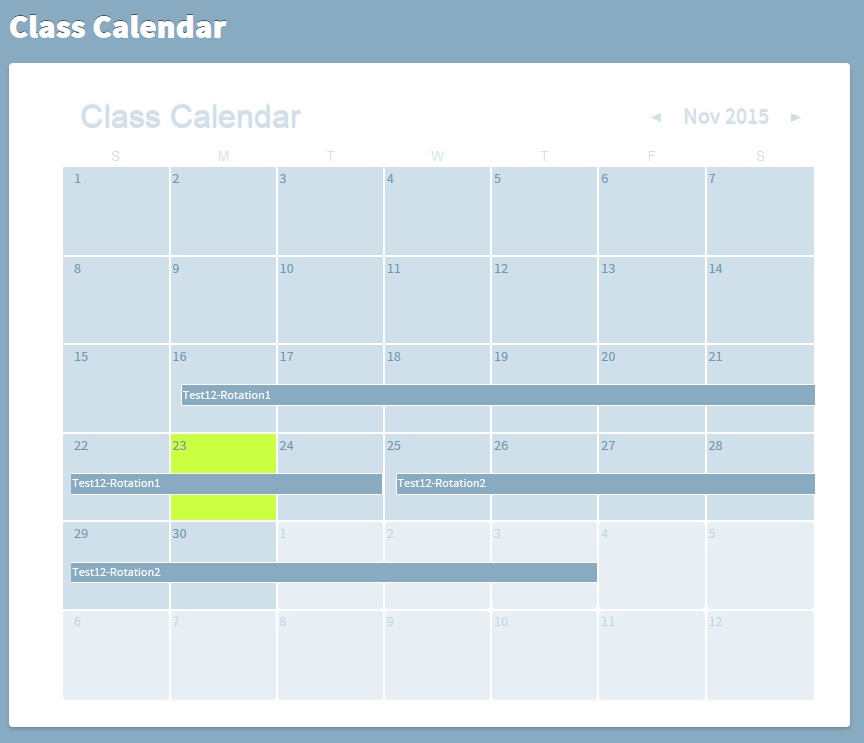 Class Calendar
Class Calendar ◄ Nov 2015 ►
S M T W T F S
1 2 3 4 5 6 7
8 9 10 11 12 13 14
15 16 17 18 19 20 21
Test12-Rotation1
22 23 24 25 26 27 28
Test12-Rotation1 Test12-Rotation2
29 30 1 2 3 4 5
Test12-Rotation2
6 7 8 9 10 11 12